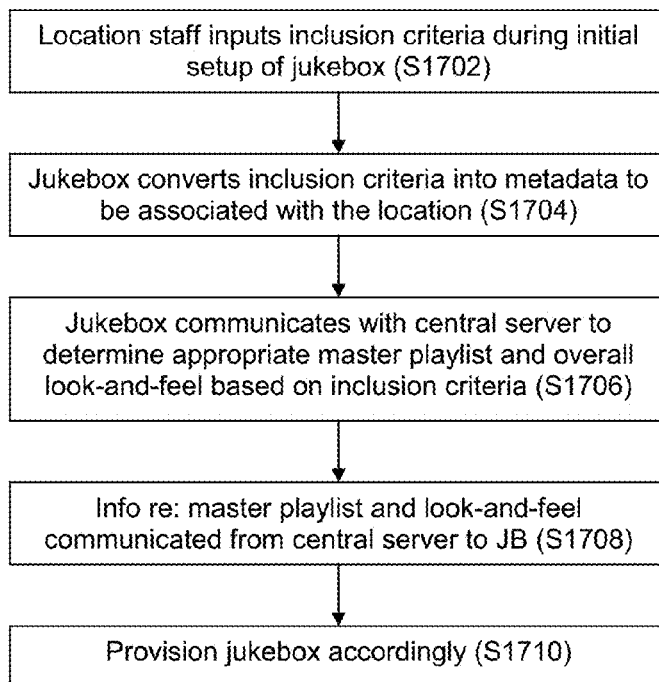 Location staff inputs inclusion criteria during initial
setup of jukebox (S1702)
Jukebox converts inclusion criteria into metadata to
be associated with the location (S1704)
Jukebox communicates with central server to
determine appropriate master playlist and overall
look-and-feel based on inclusion criteria (S1706)
Info re: master playlist and look-and-feel
communicated from central server to JB (S1708)
Provision jukebox accordingly (S1710)